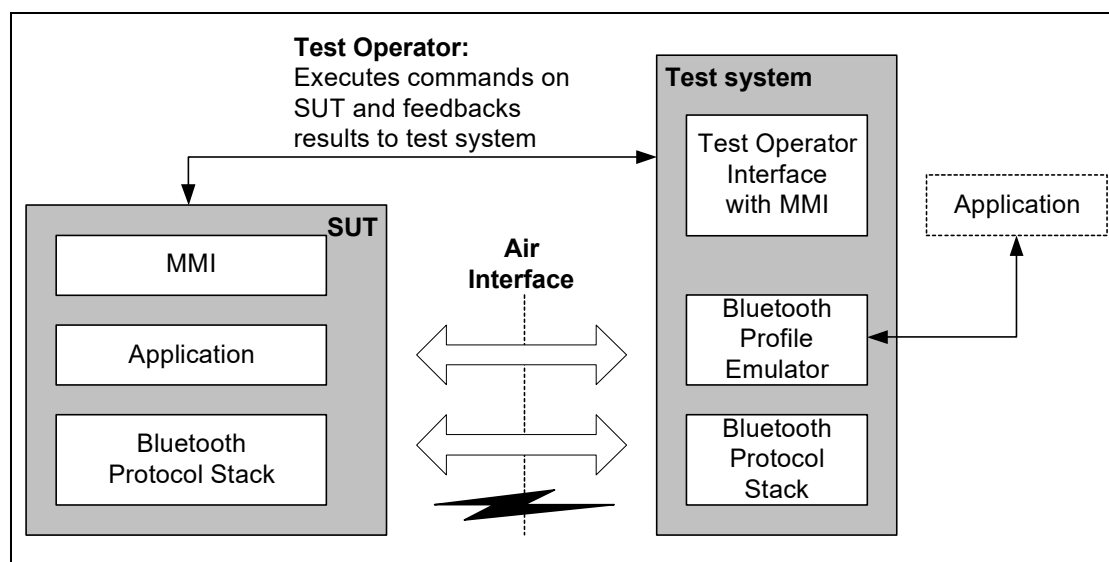 Test Operator:
Executes commands on
SUT and feedbacks
results to test system
SUT
MMI
Application
Bluetooth
Protocol Stack
Air
Interface
Test system
Test Operator
Interface
with MMI
Bluetooth
Profile
Emulator
Bluetooth
Protocol
Stack
Application